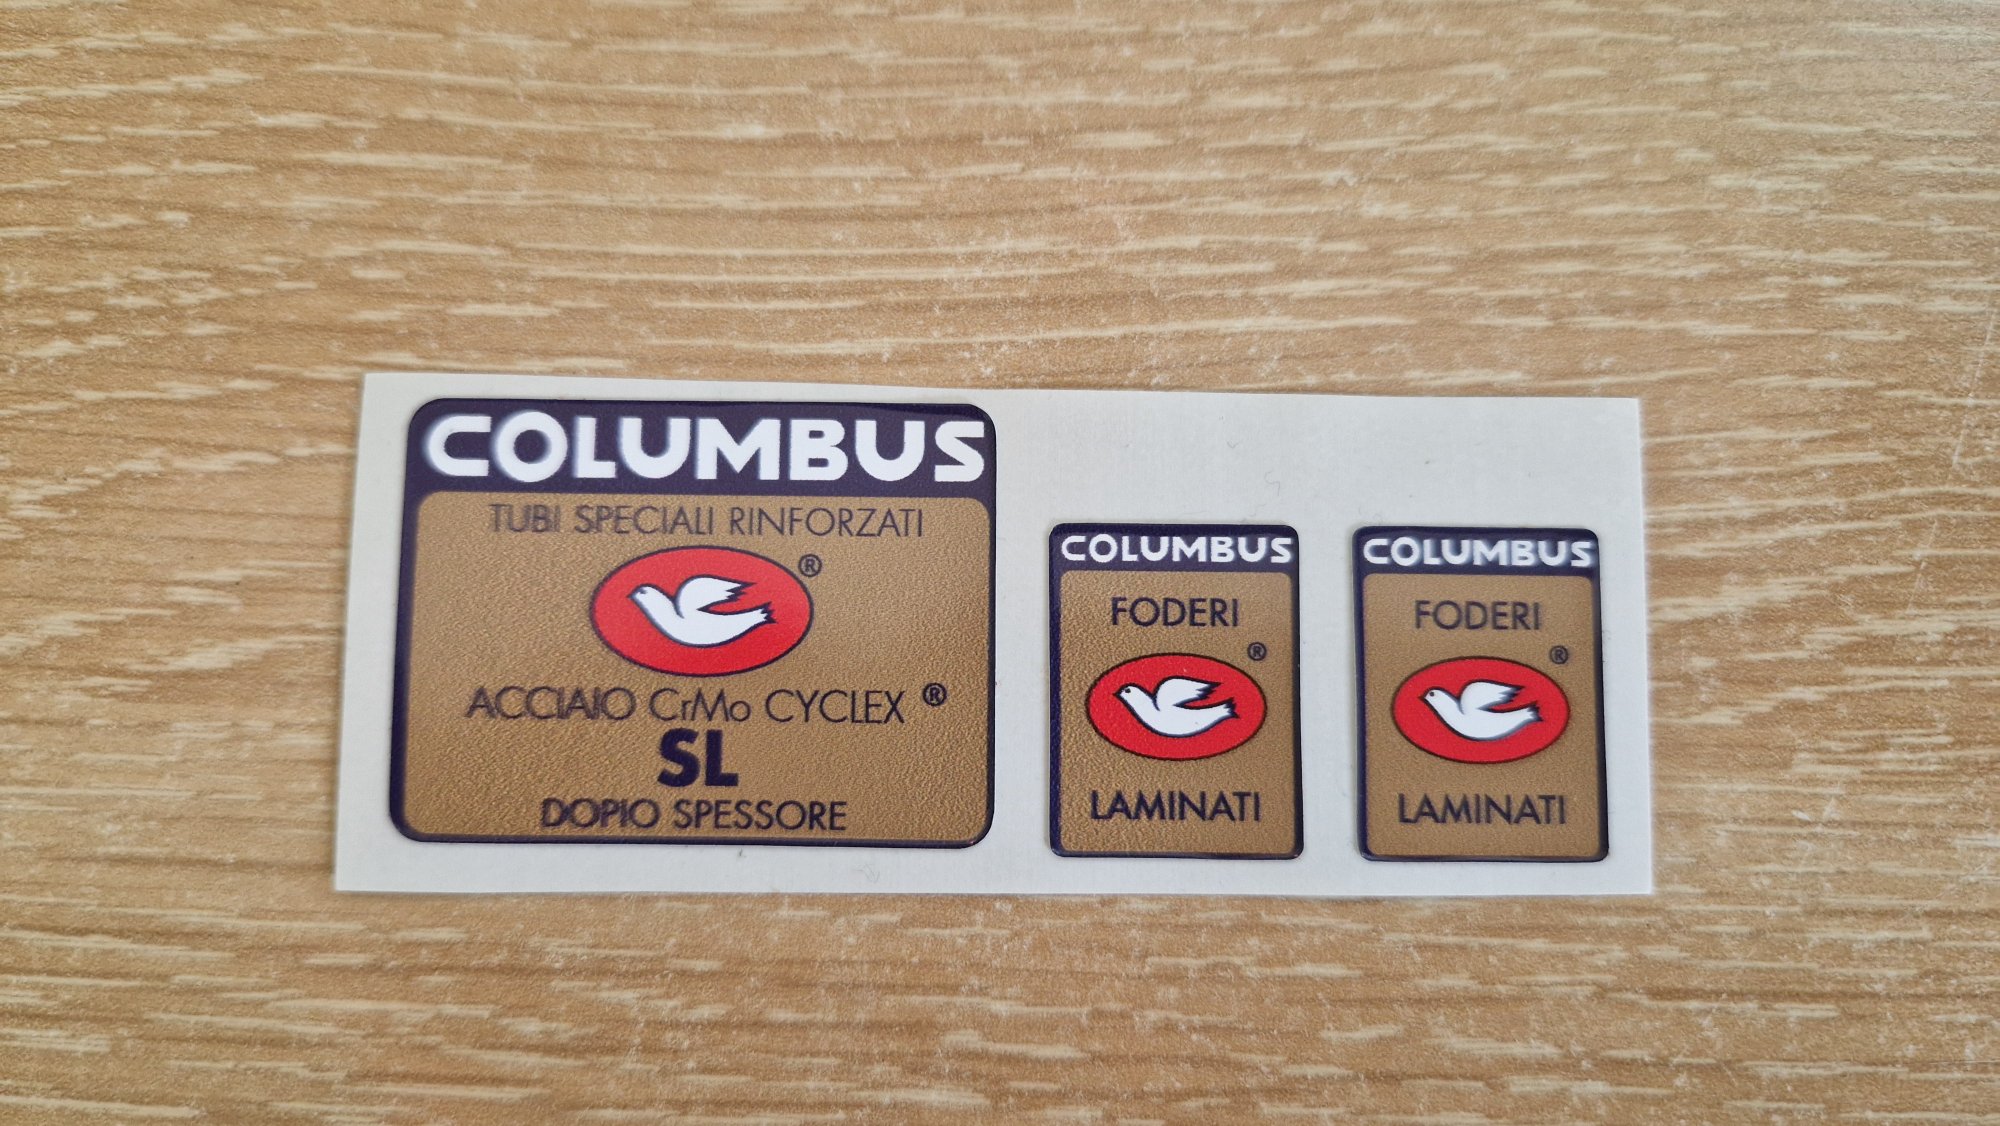 COLUMBUS
TUBI SPECIALI RINFORZATI
®
ACCIAIO CrMo CYCLEX ®
SL
DOPIO SPESSORE
COLUMBUS
FODERI
®
LAMINATI
COLUMBUS
FODERI
®
LAMINATI